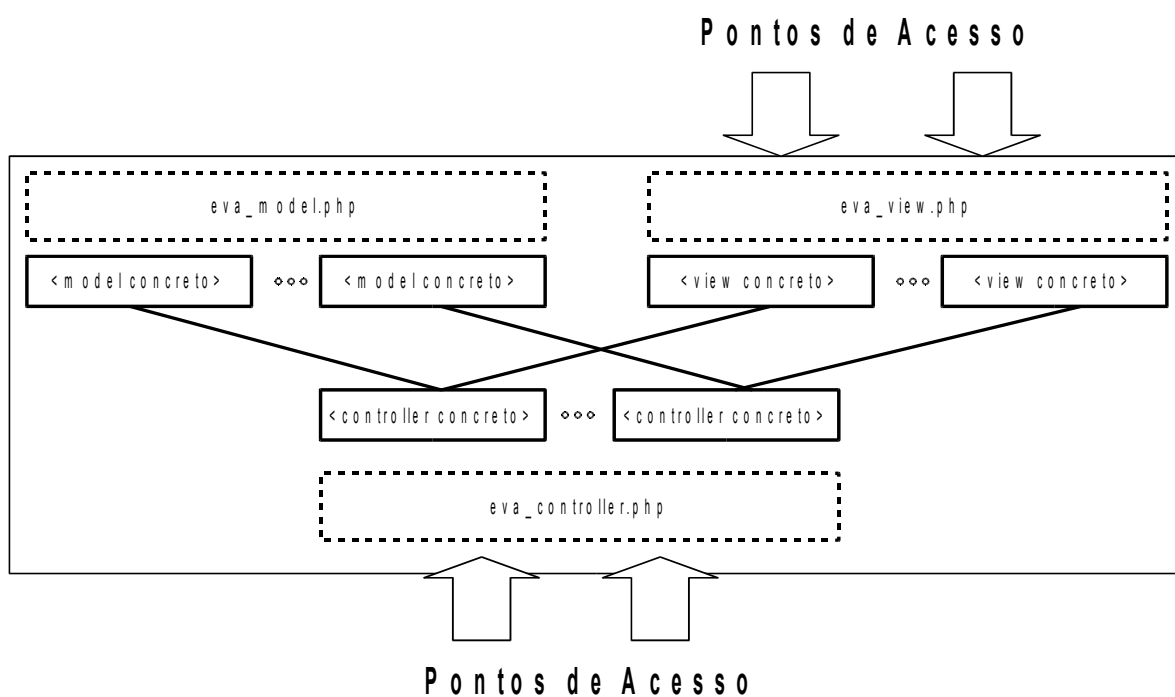 Pontos de Acesso
eva_model.php
eva_view.php
<model concreto>
<model concreto>
<view concreto>
<view concreto>
<controller concreto>
<controller concreto>
eva_controller.php
Pontos de Acesso